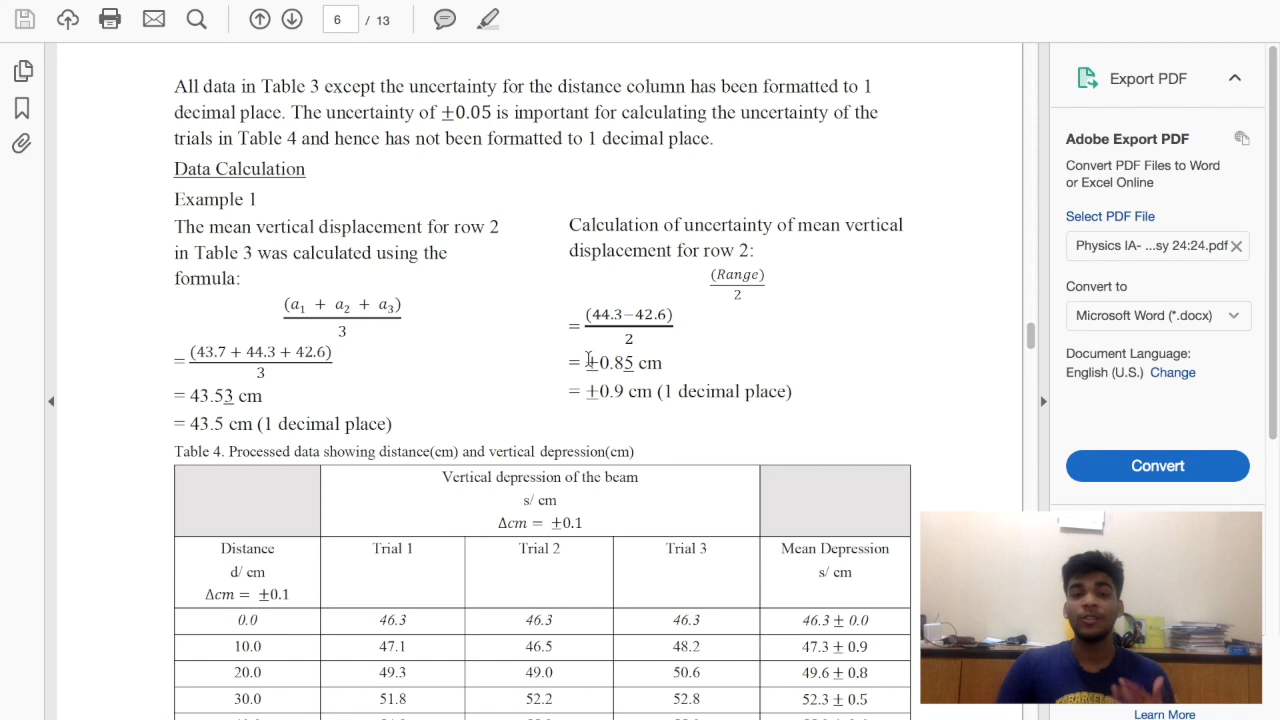 6 / 13
All data in Table 3 except the uncertainty for the distance column has been formatted to 1
decimal place. The uncertainty of ±0.05 is important for calculating the uncertainty of the
trials in Table 4 and hence has not been formatted to 1 decimal place.
Data Calculation
Example 1
The mean vertical displacement for row 2
in Table 3 was calculated using the
formula:
(a₁ + a₂ + a₃)
3
= (43.7 + 44.3 + 42.6)
3
= 43.53 cm
= 43.5 cm (1 decimal place)
Calculation of uncertainty of mean vertical
displacement for row 2:
(Range)
2
= (44.3−42.6)
2
= ±0.85 cm
= ±0.9 cm (1 decimal place)
Table 4. Processed data showing distance(cm) and vertical depression(cm)
Vertical depression of the beam
s/ cm
Δcm = ±0.1
Distance
d/ cm
Δcm = ±0.1
Trial 1
Trial 2
Trial 3
Mean Depression
s/ cm
0.0 46.3 46.3 46.3 46.3 ± 0.0
10.0 47.1 46.5 48.2 47.3 ± 0.9
20.0 49.3 49.0 50.6 49.6 ± 0.8
30.0 51.8 52.2 52.8 52.3 ± 0.5
Export PDF
Adobe Export PDF
Convert PDF Files to Word
or Excel Online
Select PDF File
Physics IA- ...sy 24:24.pdf
Convert to
Microsoft Word (*.docx)
Document Language:
English (U.S.) Change
Convert
Learn More